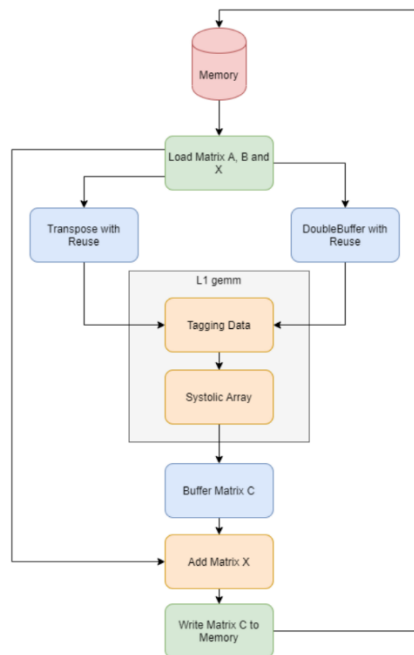 Memory
Load Matrix A, B and
X
Transpose with
Reuse
DoubleBuffer with
Reuse
L1 gemm
Tagging Data
Systolic Array
Buffer Matrix C
Add Matrix X
Write Matrix C to
Memory